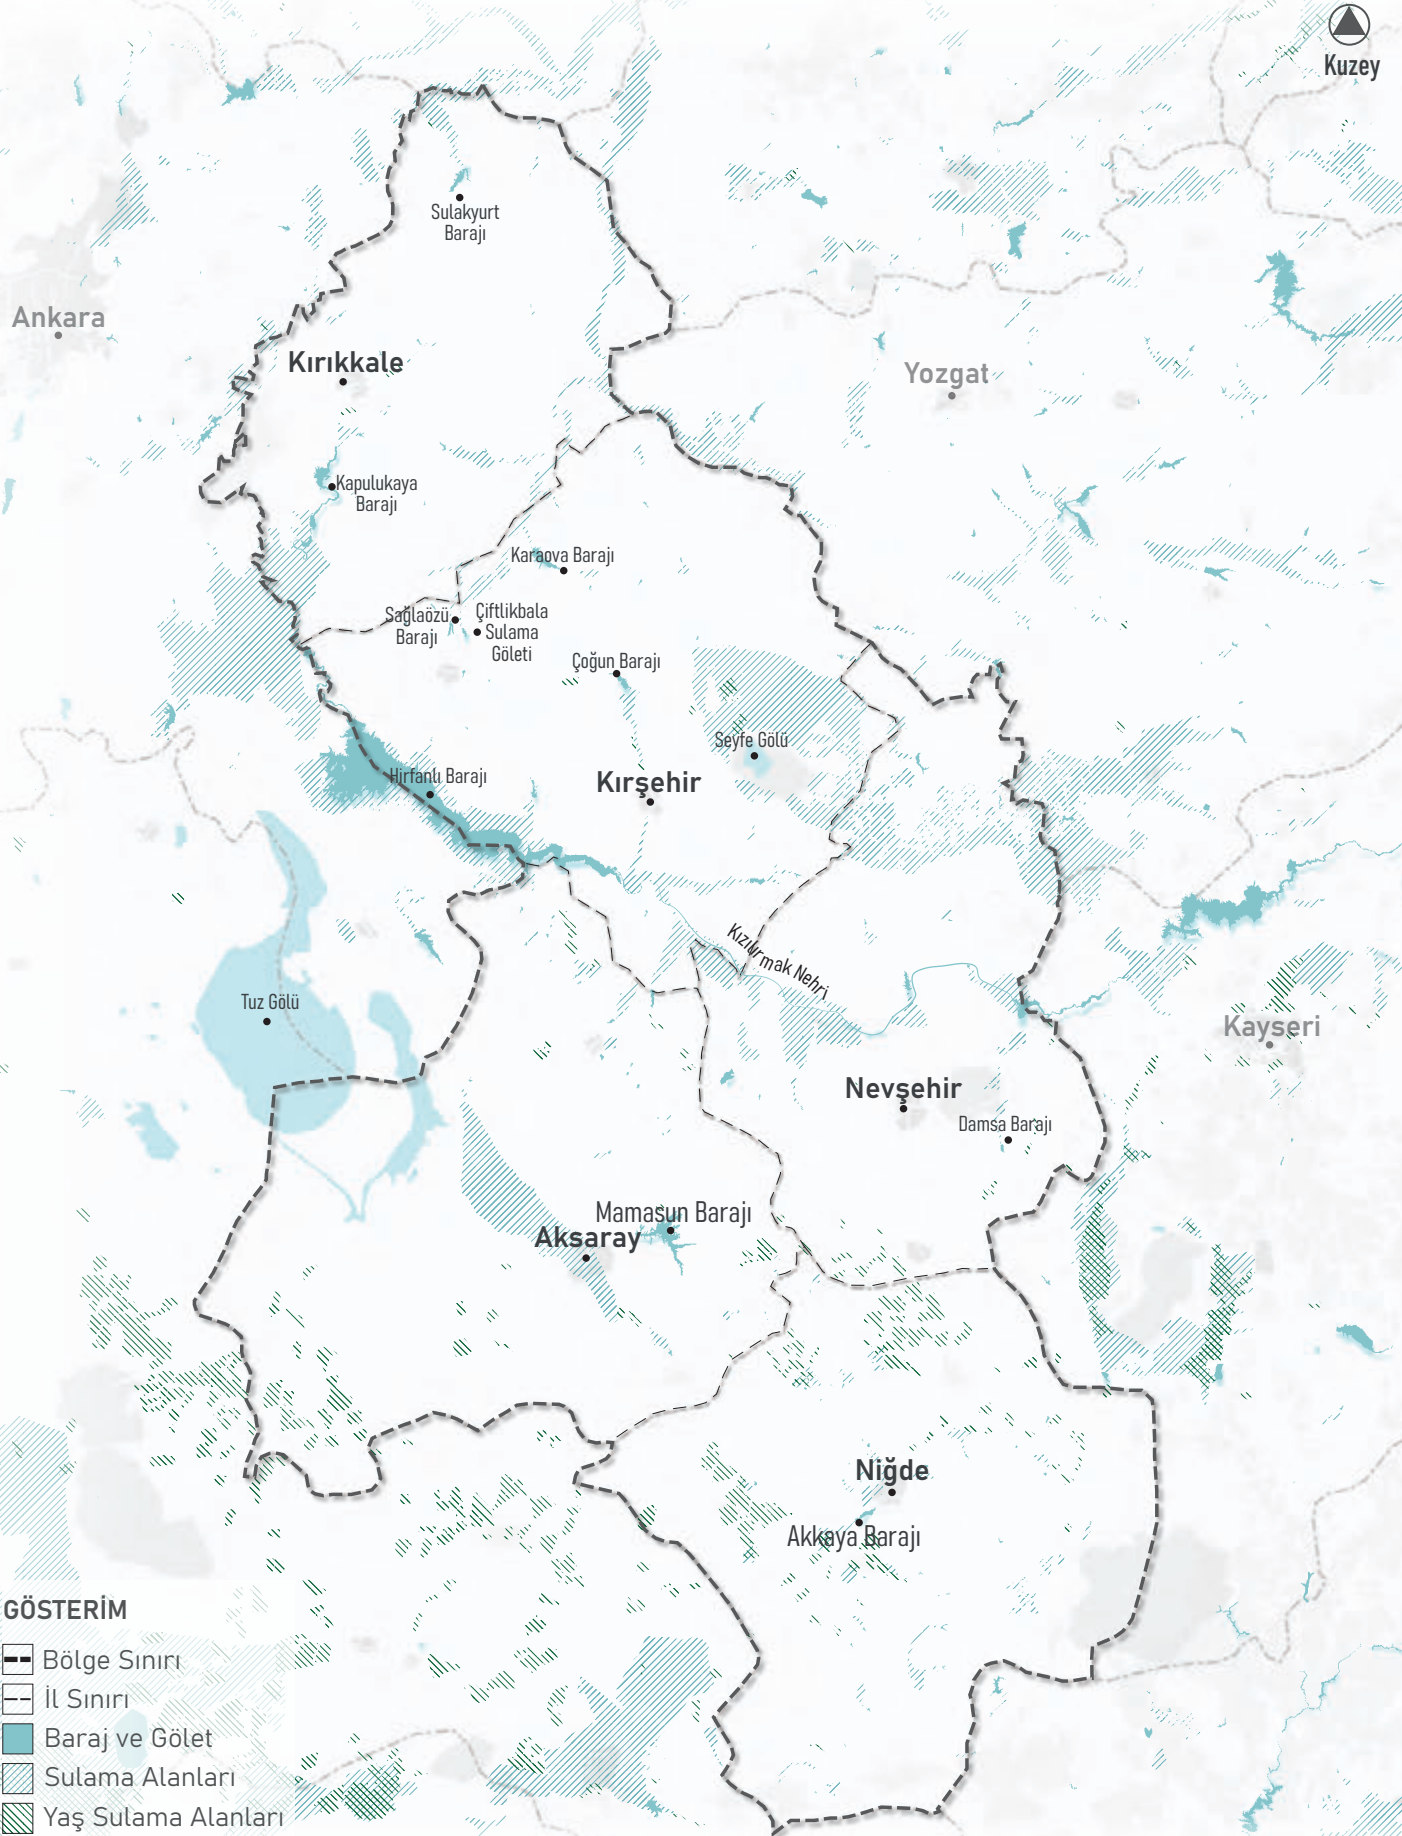 Kuzey
Sulakyurt
Barajı
Ankara
Kırıkkale
Yozgat
Kapulukaya
Barajı
Karaova Barajı
Sağlaözü
Barajı
Çiftlikbala
Sulama
Göleti
Çoğun Barajı
Seyfe Gölü
Hirfanlı Barajı
Kırşehir
Kızılırmak Nehri
Tuz Gölü
Kayseri
Nevşehir
Damsa Barajı
Mamasun Barajı
Aksaray
Niğde
Akkaya Barajı
GÖSTERİM
Bölge Sınırı
İl Sınırı
Baraj ve Gölet
Sulama Alanları
Yaş Sulama Alanları